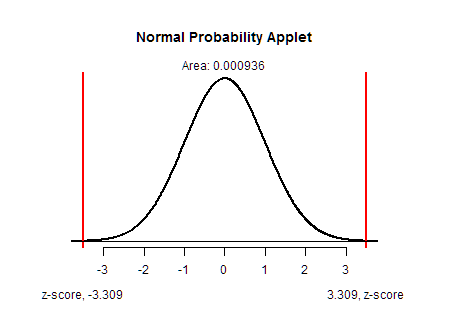 Normal Probability Applet
Area: 0.000936
-3 -2 -1 0 1 2 3
z-score, -3.309 3.309, z-score